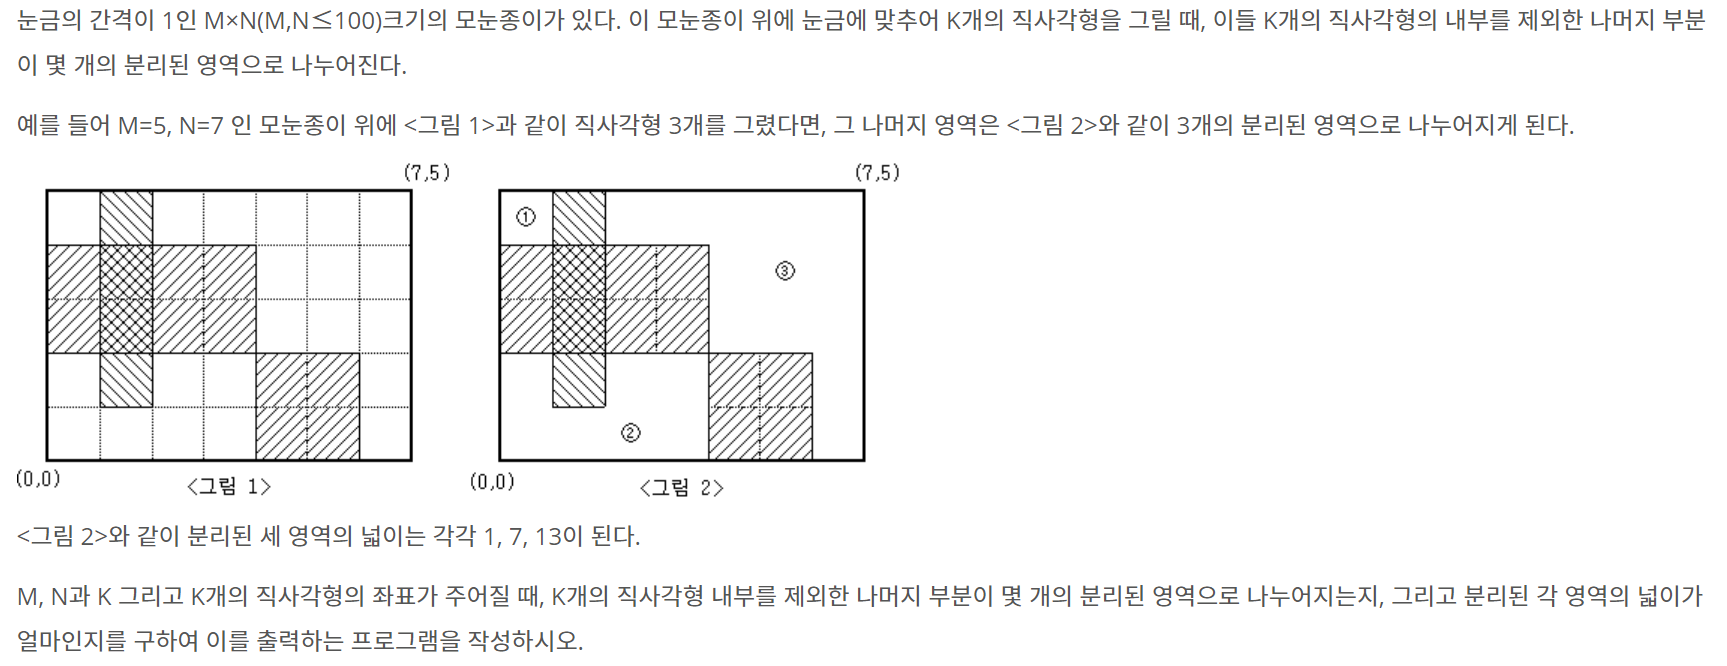 눈금의 간격이 1인 M×N(M,N≤100)크기의 모눈종이가 있다. 이 모눈종이 위에 눈금에 맞추어 K개의 직사각형을 그릴 때, 이들 K개의 직사각형의 내부를 제외한 나머지 부분
이 몇 개의 분리된 영역으로 나누어진다.
예를 들어 M=5, N=7 인 모눈종이 위에 <그림 1>과 같이 직사각형 3개를 그렸다면, 그 나머지 영역은 <그림 2>와 같이 3개의 분리된 영역으로 나누어지게 된다.
(7,5)
(0,0)
<그림 1>
(7,5)
①
③
②
(0,0)
<그림 2>
<그림 2>와 같이 분리된 세 영역의 넓이는 각각 1, 7, 13이 된다.
M, N과 K 그리고 K개의 직사각형의 좌표가 주어질 때, K개의 직사각형 내부를 제외한 나머지 부분이 몇 개의 분리된 영역으로 나누어지는지, 그리고 분리된 각 영역의 넓이가
얼마인지를 구하여 이를 출력하는 프로그램을 작성하시오.